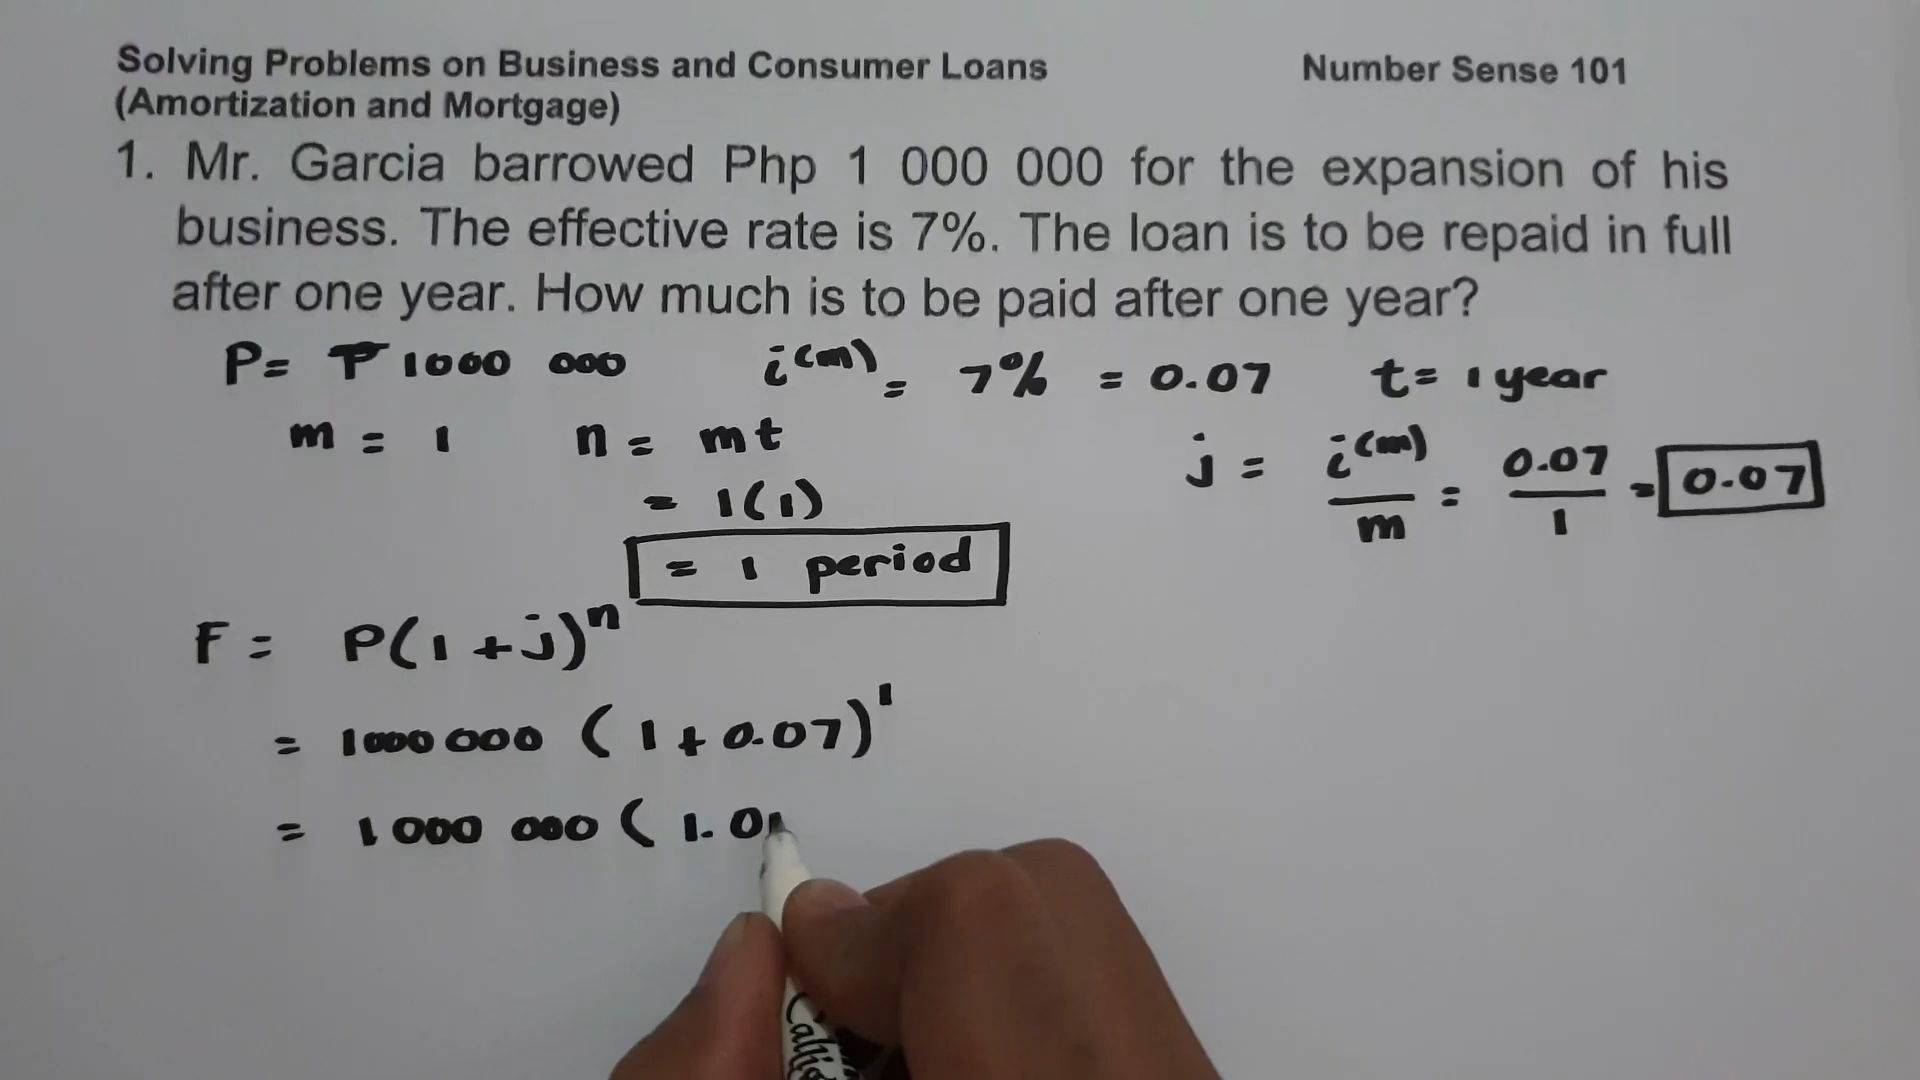 Solving Problems on Business and Consumer Loans Number Sense 101
(Amortization and Mortgage)
1. Mr. Garcia barrowed Php 1 000 000 for the expansion of his
business. The effective rate is 7%. The loan is to be repaid in full
after one year. How much is to be paid after one year?
P = ₱1000 000 i^(m) = 7% = 0.07 t = 1 year
m = 1 n = mt j = i^(m)/m = 0.07/1 = 0.07
= 1(1)
= 1 period
F = P(1+j)^n
= 1000 000 (1+0.07)^1
= 1 000 000 (1.0